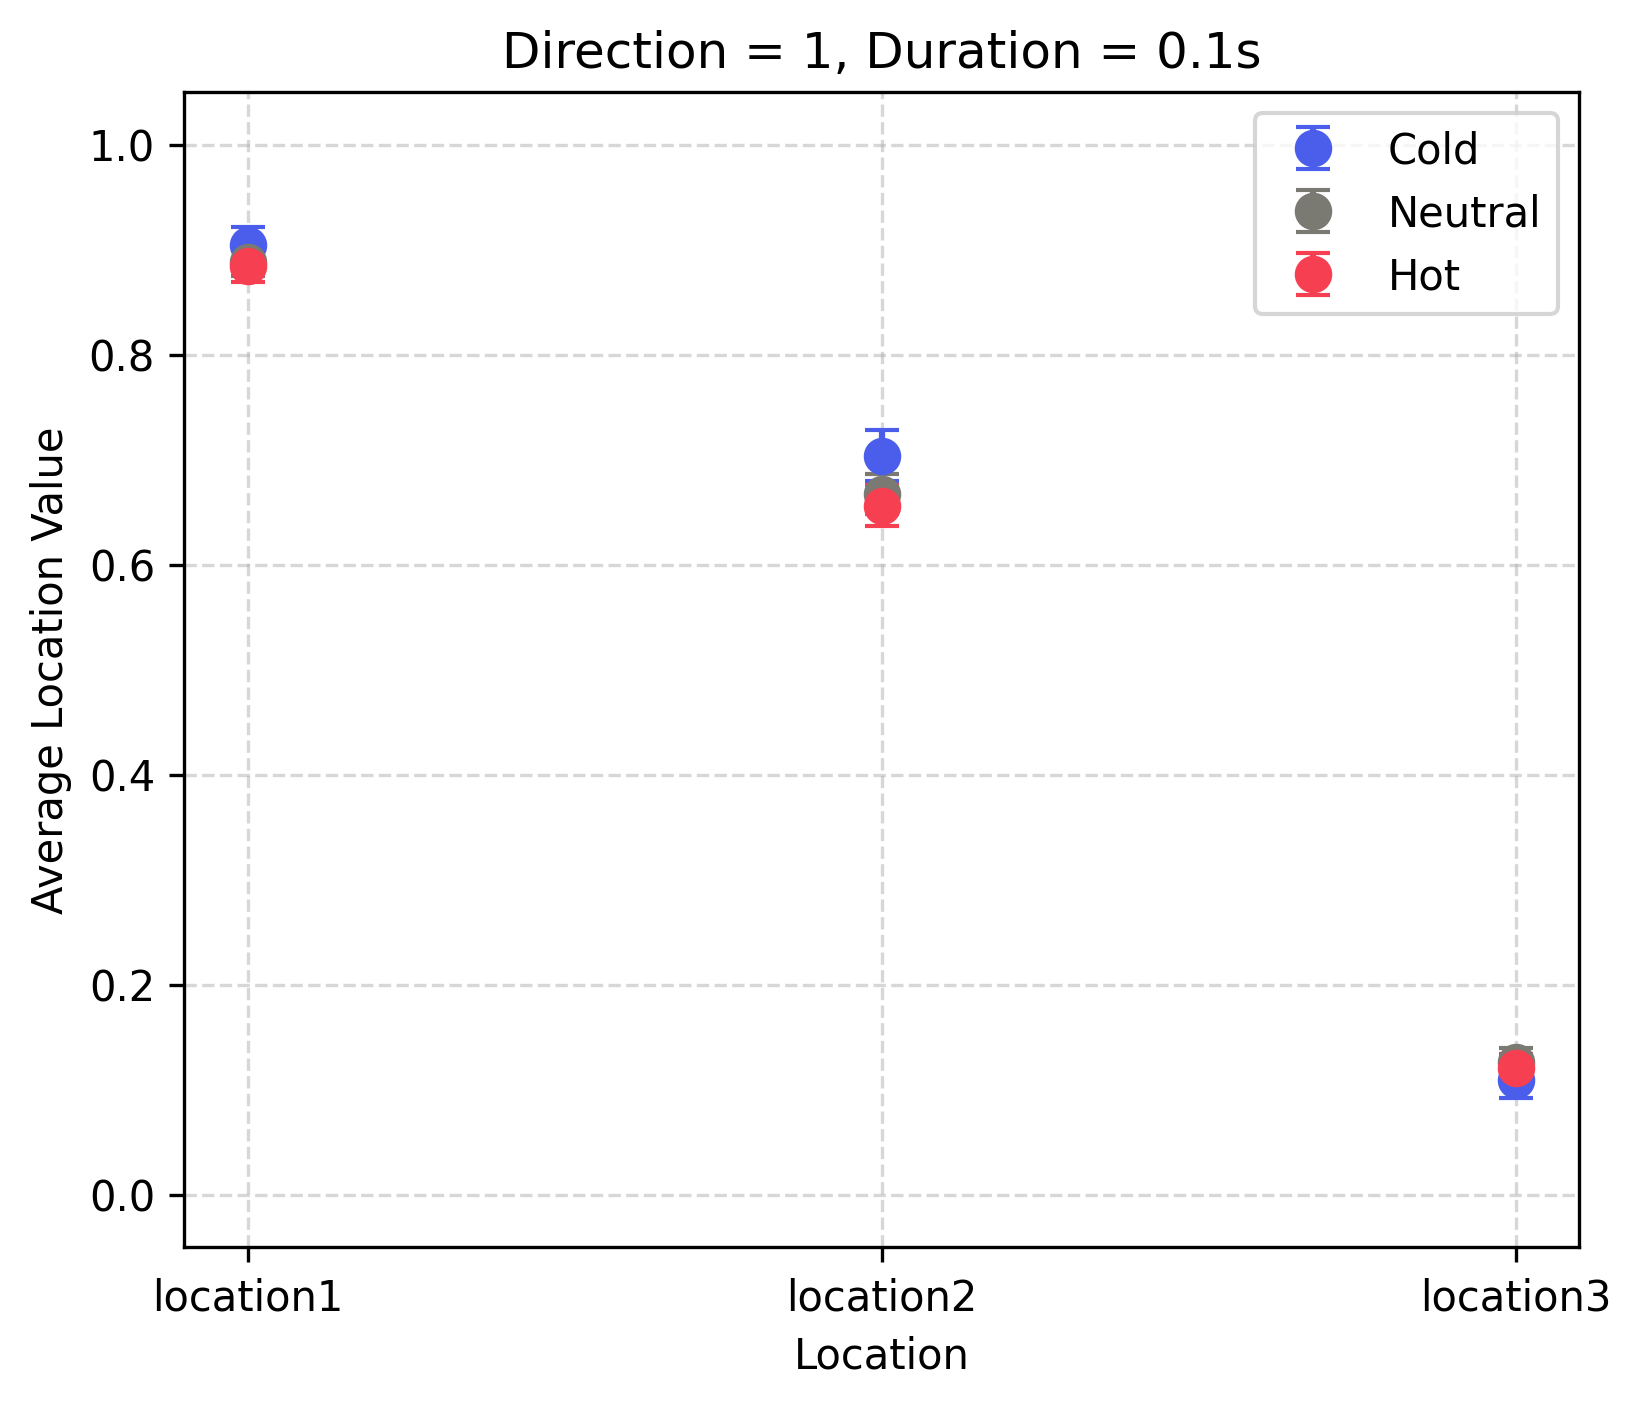 Direction = 1, Duration = 0.1s
Average Location Value
1.0
0.8
0.6
0.4
0.2
0.0
Cold
Neutral
Hot
location1
location2
location3
Location